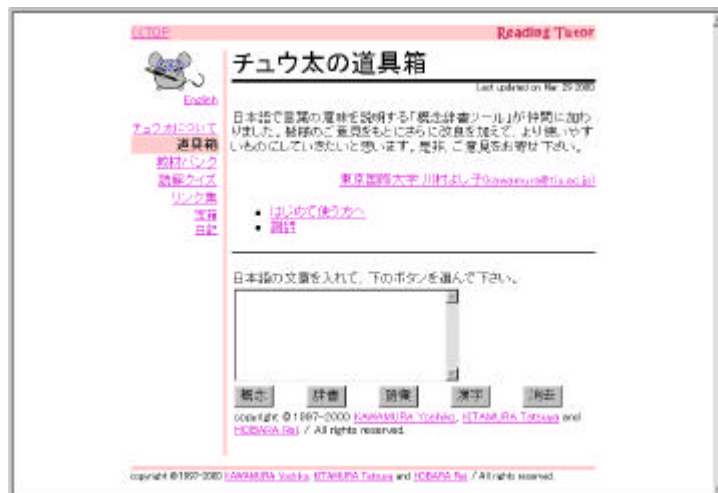 <<TOP
Reading Tutor
チュウ太の道具箱
Last updated on Mar 29 2000
English
チュウ太について
道具箱
教材バンク
読解クイズ
リンク集
宝箱
日記
日本語で言葉の意味を説明する「概念辞書ツール」が仲間に加わ
りました。皆様のご意見をもとにさらに改良を加えて、より使いやす
いものにしていきたいと思います。是非、ご意見をお寄せ下さい。
東京国際大学 川村よし子(kawamura@tiu.ac.jp)
はじめて使う方へ
謝辞
日本語の文章を入れて、下のボタンを選んで下さい。
概念 辞書 語彙 漢字 消去
copyright ©1997-2000 KAWAMURA Yoshiko, KITAMURA Tatsuya and
HOBARA Rei / All rights reserved.
copyright ©1997-2000 KAWAMURA Yoshiko, KITAMURA Tatsuya and HOBARA Rei / All rights reserved.